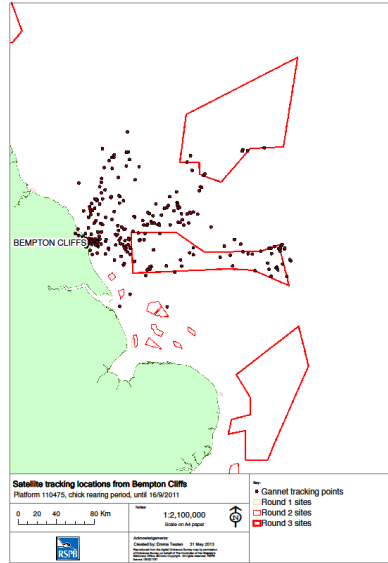 BEMPTON CLIFFS
Satellite tracking locations from Bempton Cliffs
Platform 110475, chick rearing period, until 16/9/2011
0 20 40 80 Km
Notes:
1:2,100,000
Scale on A4 paper
Acknowledgements:
Created by: Emma Teuten 31 May 2013
RSPB
Key:
Gannet tracking points
Round 1 sites
Round 2 sites
Round 3 sites